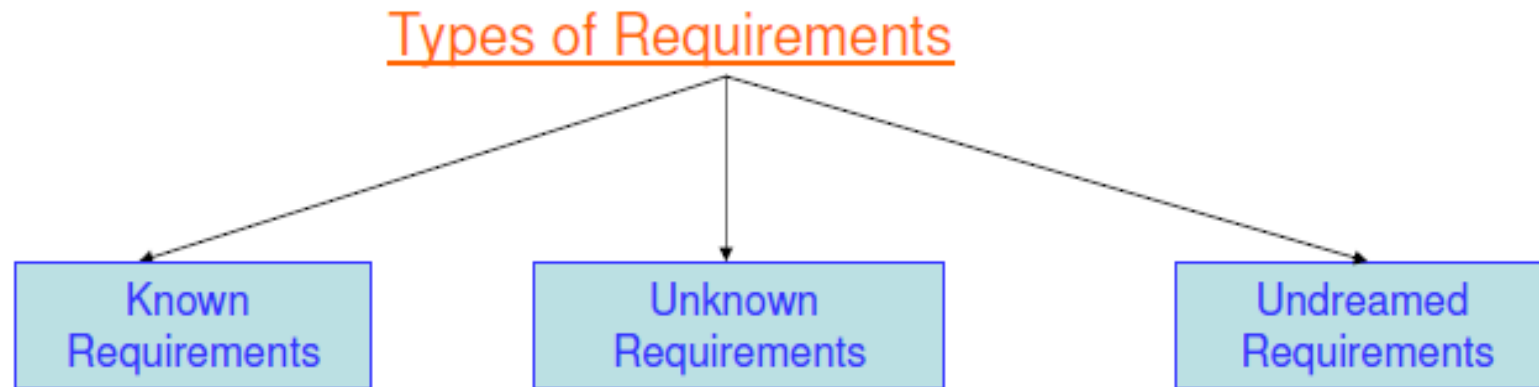 Types of Requirements
Known
Requirements
Unknown
Requirements
Undreamed
Requirements